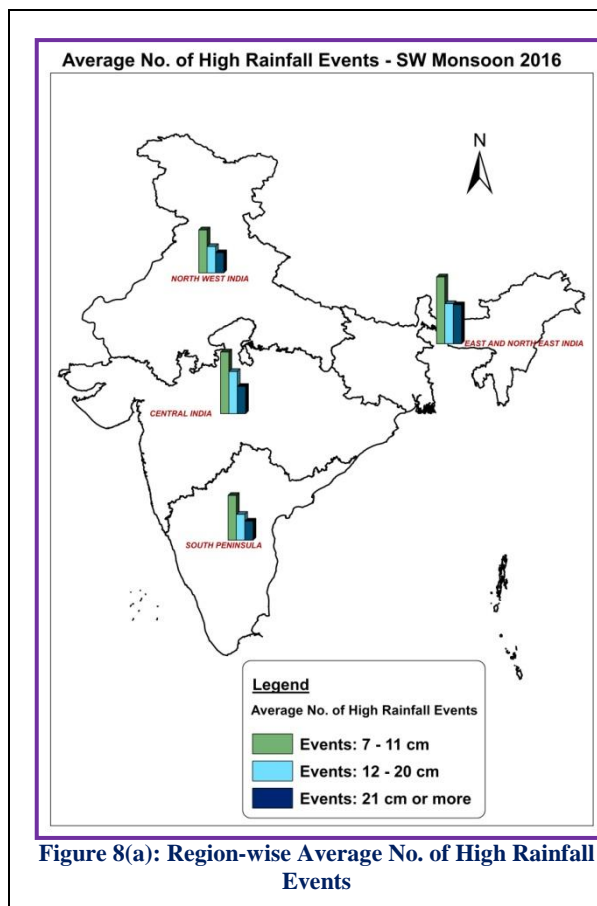 Average No. of High Rainfall Events - SW Monsoon 2016
N
NORTH WEST INDIA
EAST AND NORTH EAST INDIA
CENTRAL INDIA
SOUTH PENINSULA
Legend
Average No. of High Rainfall Events
Events: 7 - 11 cm
Events: 12 - 20 cm
Events: 21 cm or more
Figure 8(a): Region-wise Average No. of High Rainfall
Events